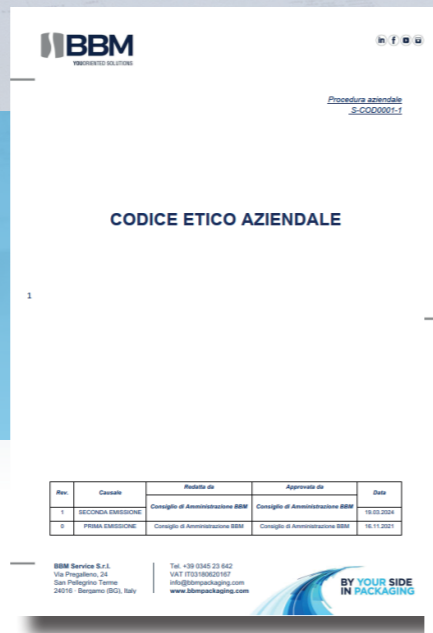 BBM
YOUORIENTED SOLUTIONS
Procedura aziendale
S-COD0001-1
CODICE ETICO AZIENDALE
1
Rev. Causale Redatta da Approvata da Data
1 SECONDA EMISSIONE Consiglio di Amministrazione BBM Consiglio di Amministrazione BBM 19.03.2024
0 PRIMA EMISSIONE Consiglio di Amministrazione BBM Consiglio di Amministrazione BBM 16.11.2021
BBM Service S.r.l.
Via Pregalleno, 24
San Pellegrino Terme
24016 - Bergamo (BG), Italy
Tel. +39 0345 23 642
VAT IT03180620167
info@bbmpackaging.com
www.bbmpackaging.com
BY YOUR SIDE
IN PACKAGING